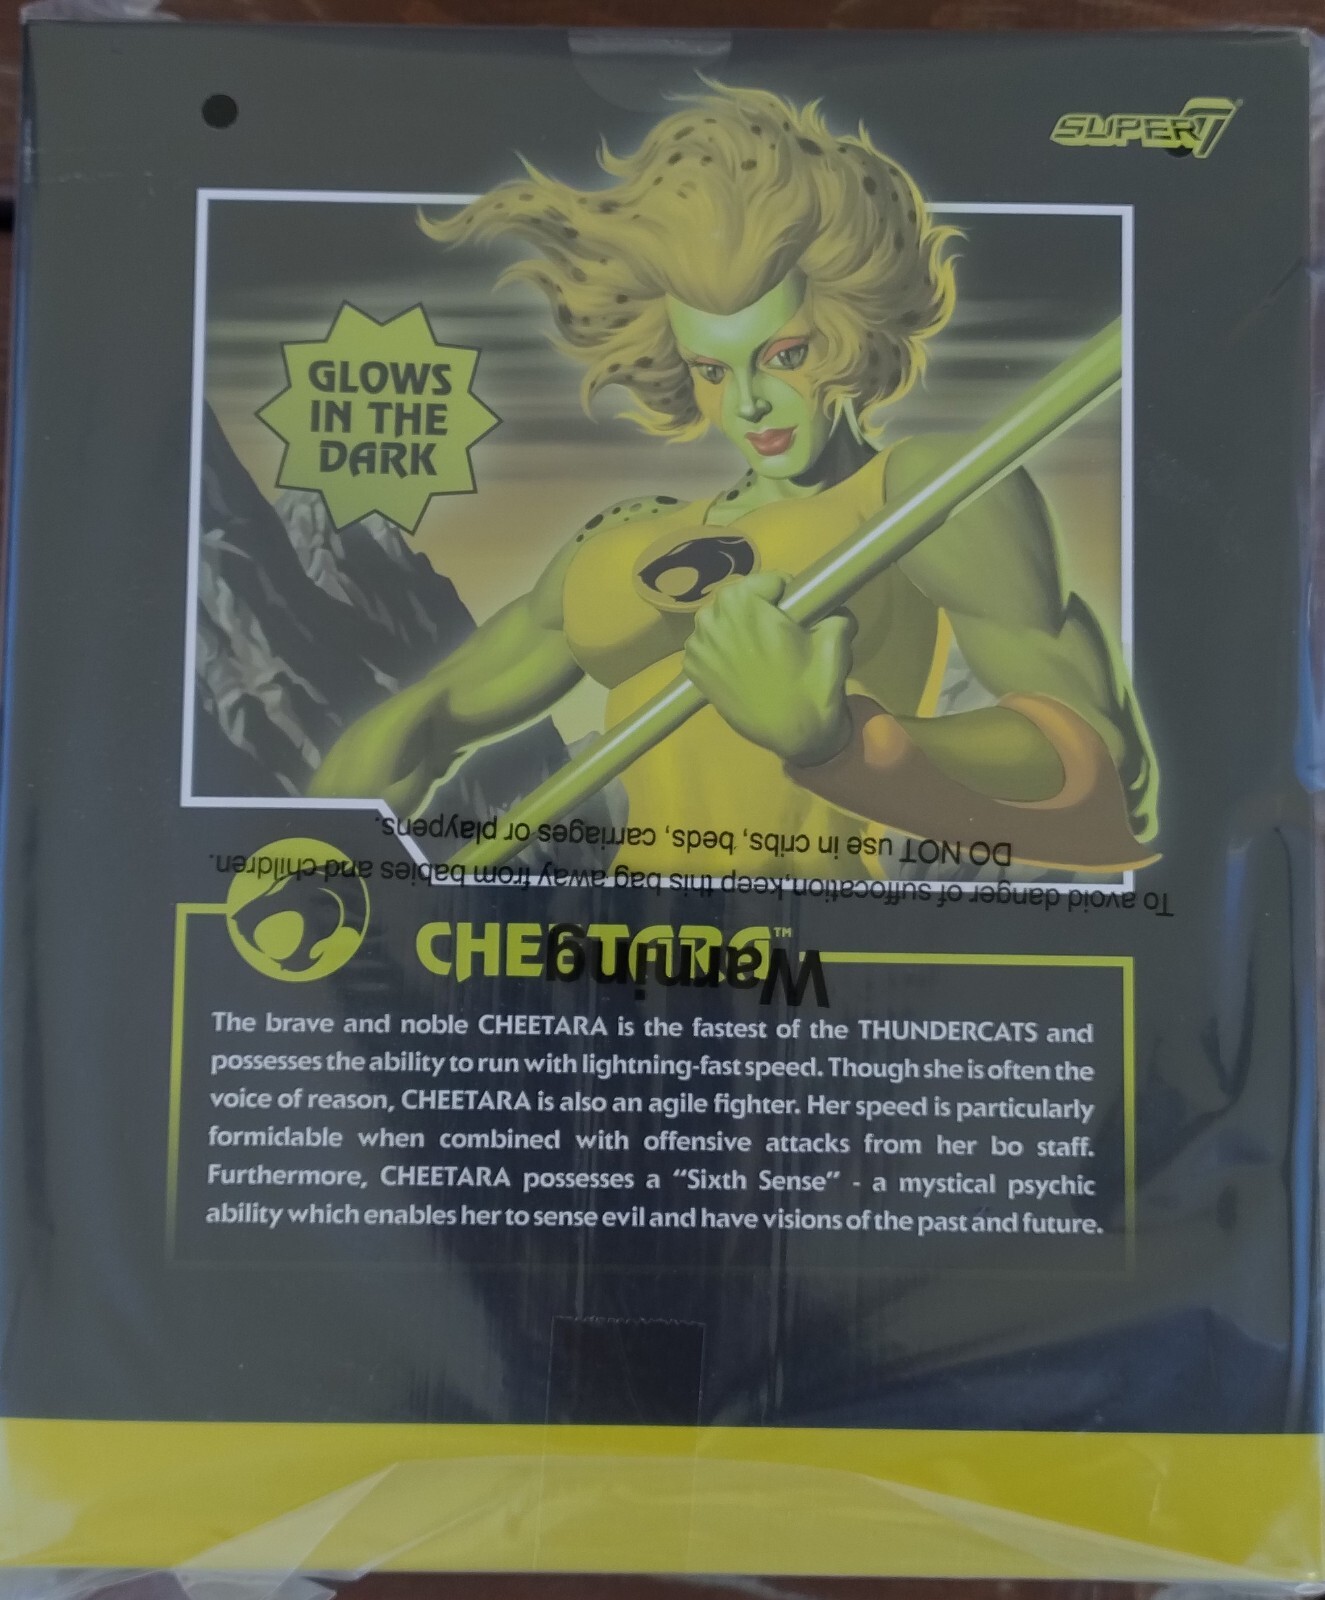 SUPER7
GLOWS
IN THE
DARK
DO NOT use in cribs, beds, carriages or playpens.
To avoid danger of suffocation,keep this bag away from babies and children.
Warning
CHEETARA™
The brave and noble CHEETARA is the fastest of the THUNDERCATS and
possesses the ability to run with lightning-fast speed. Though she is often the
voice of reason, CHEETARA is also an agile fighter. Her speed is particularly
formidable when combined with offensive attacks from her bo staff.
Furthermore, CHEETARA possesses a “Sixth Sense” - a mystical psychic
ability which enables her to sense evil and have visions of the past and future.